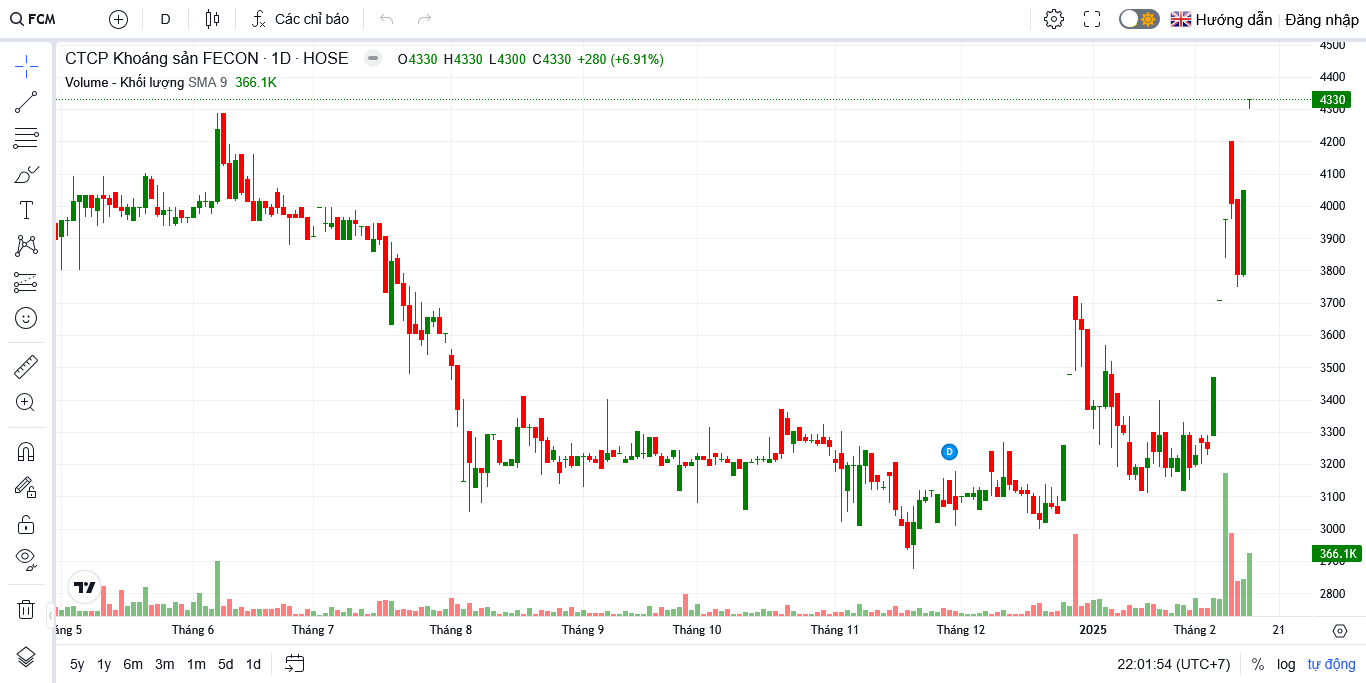 FCM D Các chỉ báo Hướng dẫn Đăng nhập
CTCP Khoáng sản FECON · 1D · HOSE O4330 H4330 L4300 C4330 +280 (+6.91%)
Volume - Khối lượng SMA 9 366.1K
4500
4400
4330
4300
4200
4100
4000
3900
3800
3700
3600
3500
3400
3300
D
3200
3100
3000
366.1K
2900
2800
áng 5 Tháng 6 Tháng 7 Tháng 8 Tháng 9 Tháng 10 Tháng 11 Tháng 12 2025 Tháng 2 21
5y 1y 6m 3m 1m 5d 1d 22:01:54 (UTC+7) % log tự động